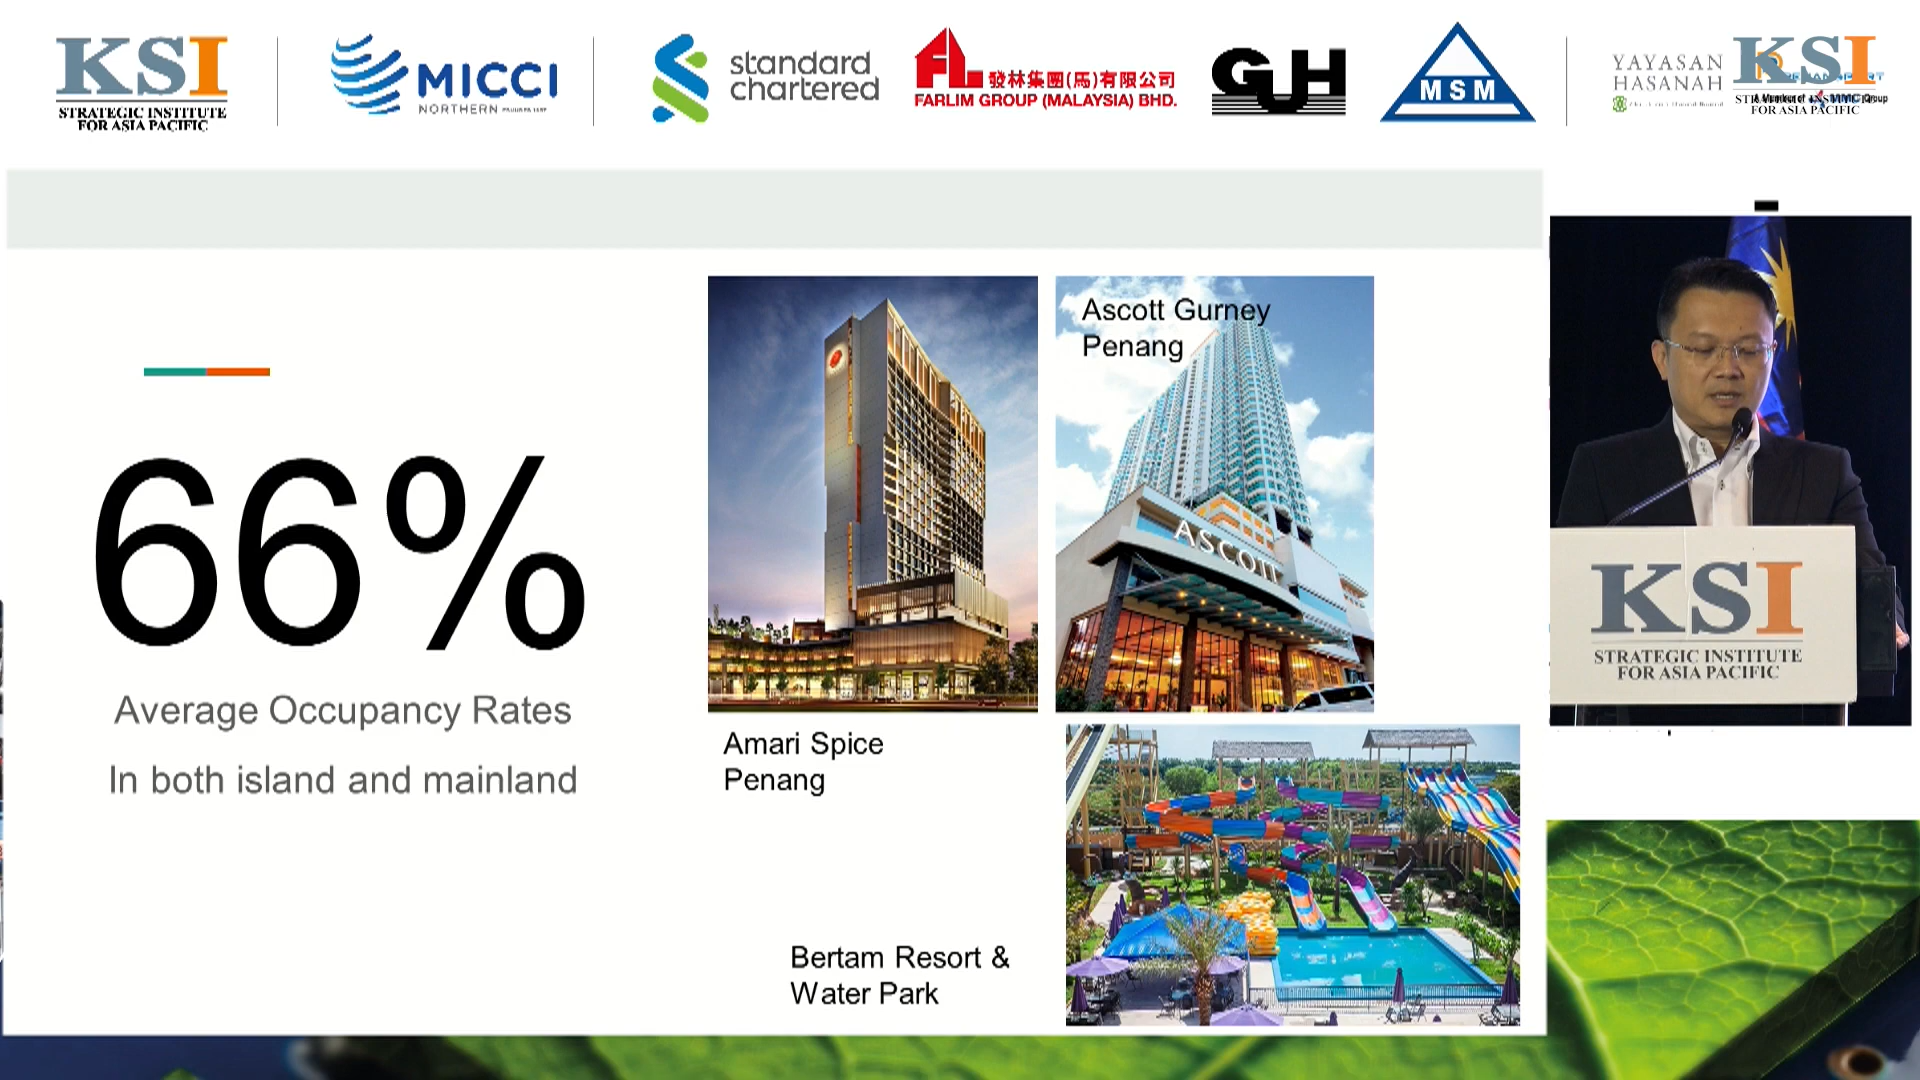 KSI
STRATEGIC INSTITUTE
FOR ASIA PACIFIC
MICCI
NORTHERN
standard
chartered
FL
發林集團(馬)有限公司
FARLIM GROUP (MALAYSIA) BHD.
GUH
MSM
YAYASAN
HASANAH
KSI
FOR ASIA PACIFIC
66%
Average Occupancy Rates
In both island and mainland
Ascott Gurney
Penang
ASCOTT
Amari Spice
Penang
Bertam Resort &
Water Park
KSI
STRATEGIC INSTITUTE
FOR ASIA PACIFIC